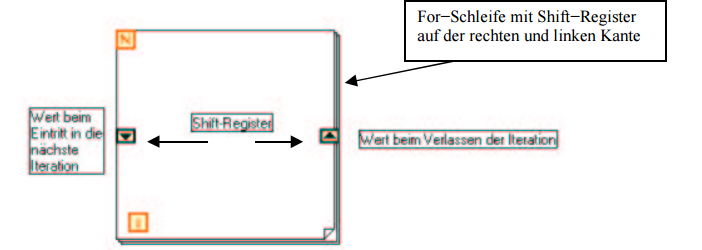 For-Schleife mit Shift-Register
auf der rechten und linken Kante
N
Wert beim
Eintritt in die
nächste
Iteration
Shift-Register
Wert beim Verlassen der Iteration
i